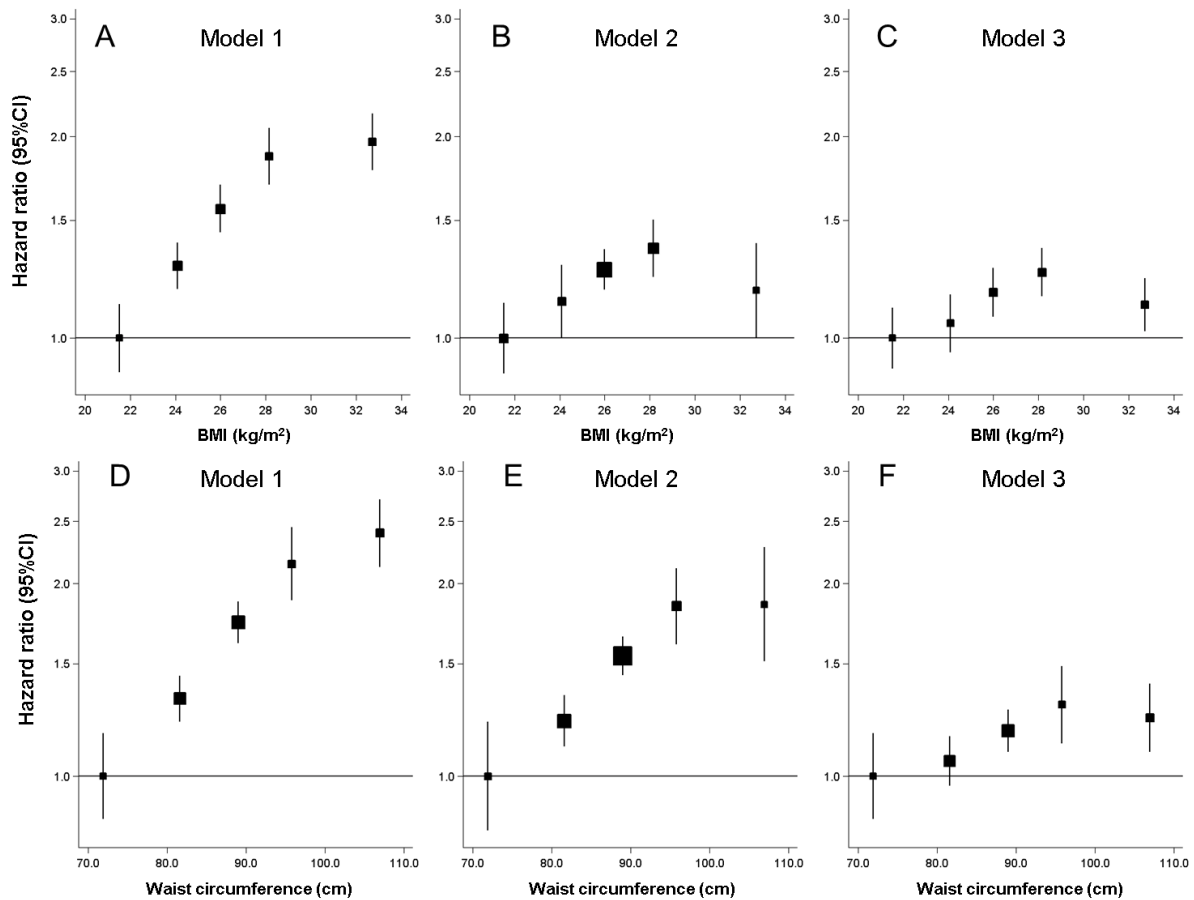 A Model 1
B Model 2
C Model 3
Hazard ratio (95%CI)
3.0
2.5
2.0
1.5
1.0
20 22 24 26 28 30 32 34
BMI (kg/m²)
3.0
2.5
2.0
1.5
1.0
20 22 24 26 28 30 32 34
BMI (kg/m²)
3.0
2.5
2.0
1.5
1.0
20 22 24 26 28 30 32 34
BMI (kg/m²)
D Model 1
E Model 2
F Model 3
Hazard ratio (95%CI)
3.0
2.5
2.0
1.5
1.0
70.0 80.0 90.0 100.0 110.0
Waist circumference (cm)
3.0
2.5
2.0
1.5
1.0
70.0 80.0 90.0 100.0 110.0
Waist circumference (cm)
3.0
2.5
2.0
1.5
1.0
70.0 80.0 90.0 100.0 110.0
Waist circumference (cm)